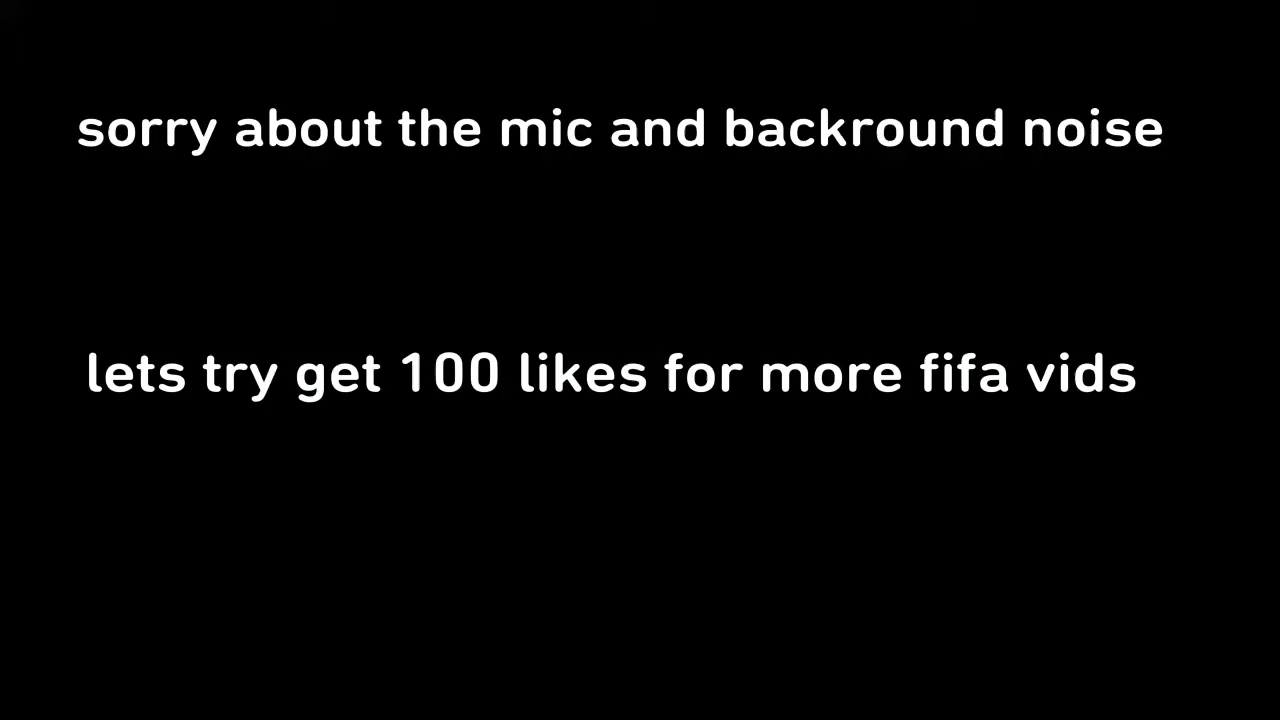 sorry about the mic and backround noise
lets try get 100 likes for more fifa vids